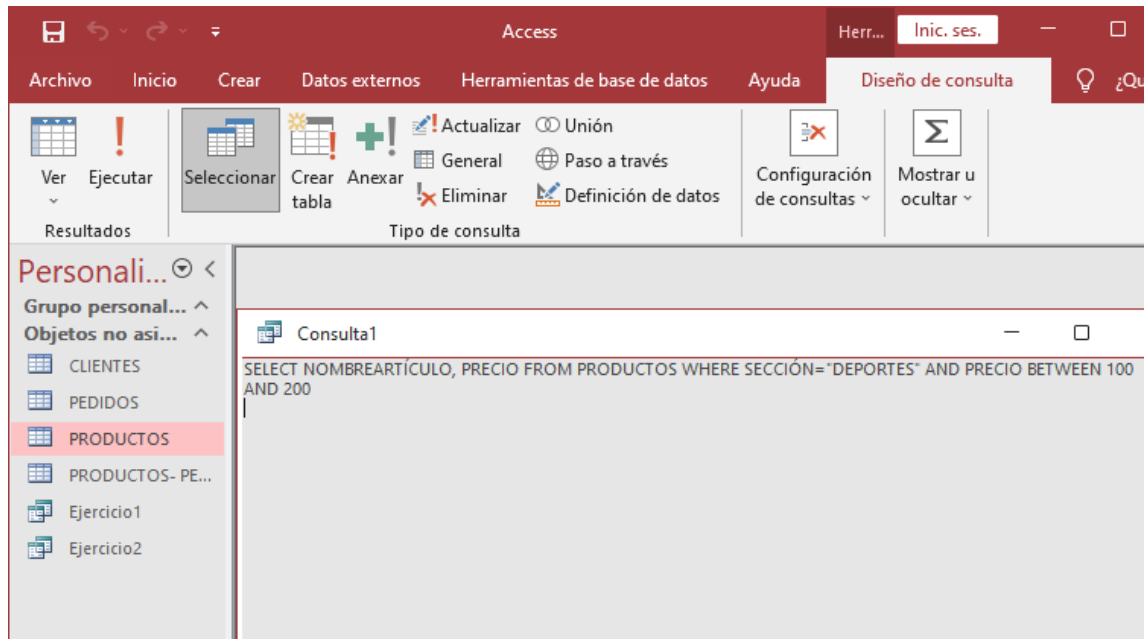 Access
Herr...
Inic. ses.
Archivo Inicio Crear Datos externos Herramientas de base de datos Ayuda Diseño de consulta ¿Qu
Ver
Ejecutar
Resultados
Seleccionar
Crear
tabla
Anexar
Actualizar
General
Eliminar
Unión
Paso a través
Definición de datos
Tipo de consulta
Configuración
de consultas
Mostrar u
ocultar
Personali...
Grupo personal...
Objetos no asi...
CLIENTES
PEDIDOS
PRODUCTOS
PRODUCTOS- PE...
Ejercicio1
Ejercicio2
Consulta1
SELECT NOMBREARTÍCULO, PRECIO FROM PRODUCTOS WHERE SECCIÓN="DEPORTES" AND PRECIO BETWEEN 100
AND 200